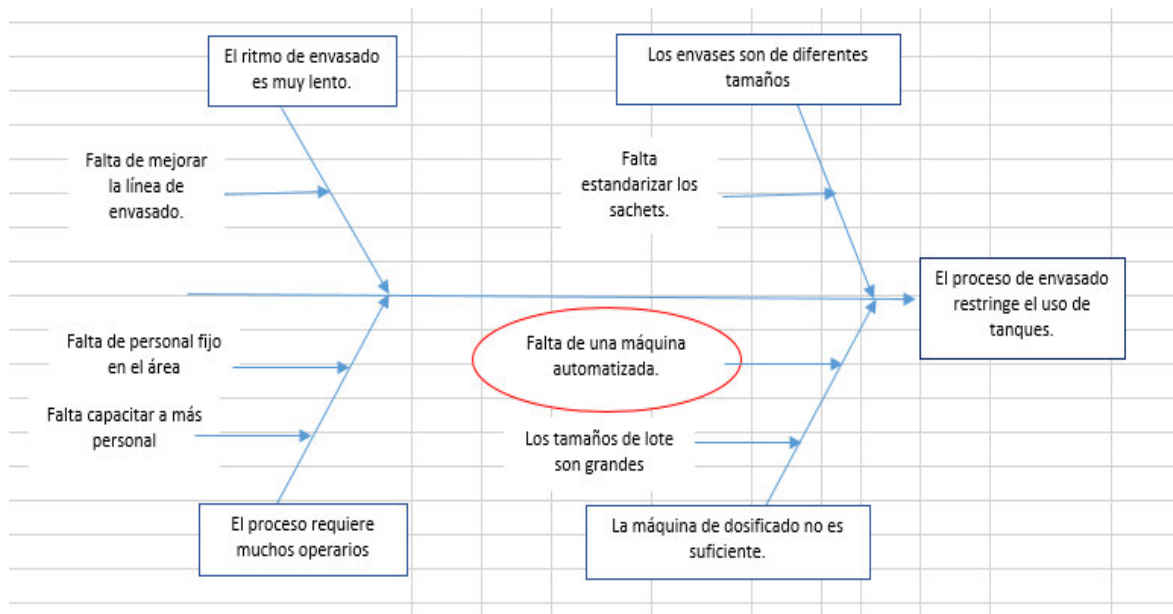 El ritmo de envasado
es muy lento.
Los envases son de diferentes
tamaños
Falta de mejorar
la línea de
envasado.
Falta
estandarizar los
sachets.
El proceso de envasado
restringe el uso de
tanques.
Falta de personal fijo
en el área
Falta de una máquina
automatizada.
Falta capacitar a más
personal
Los tamaños de lote
son grandes
El proceso requiere
muchos operarios
La máquina de dosificado no es
suficiente.